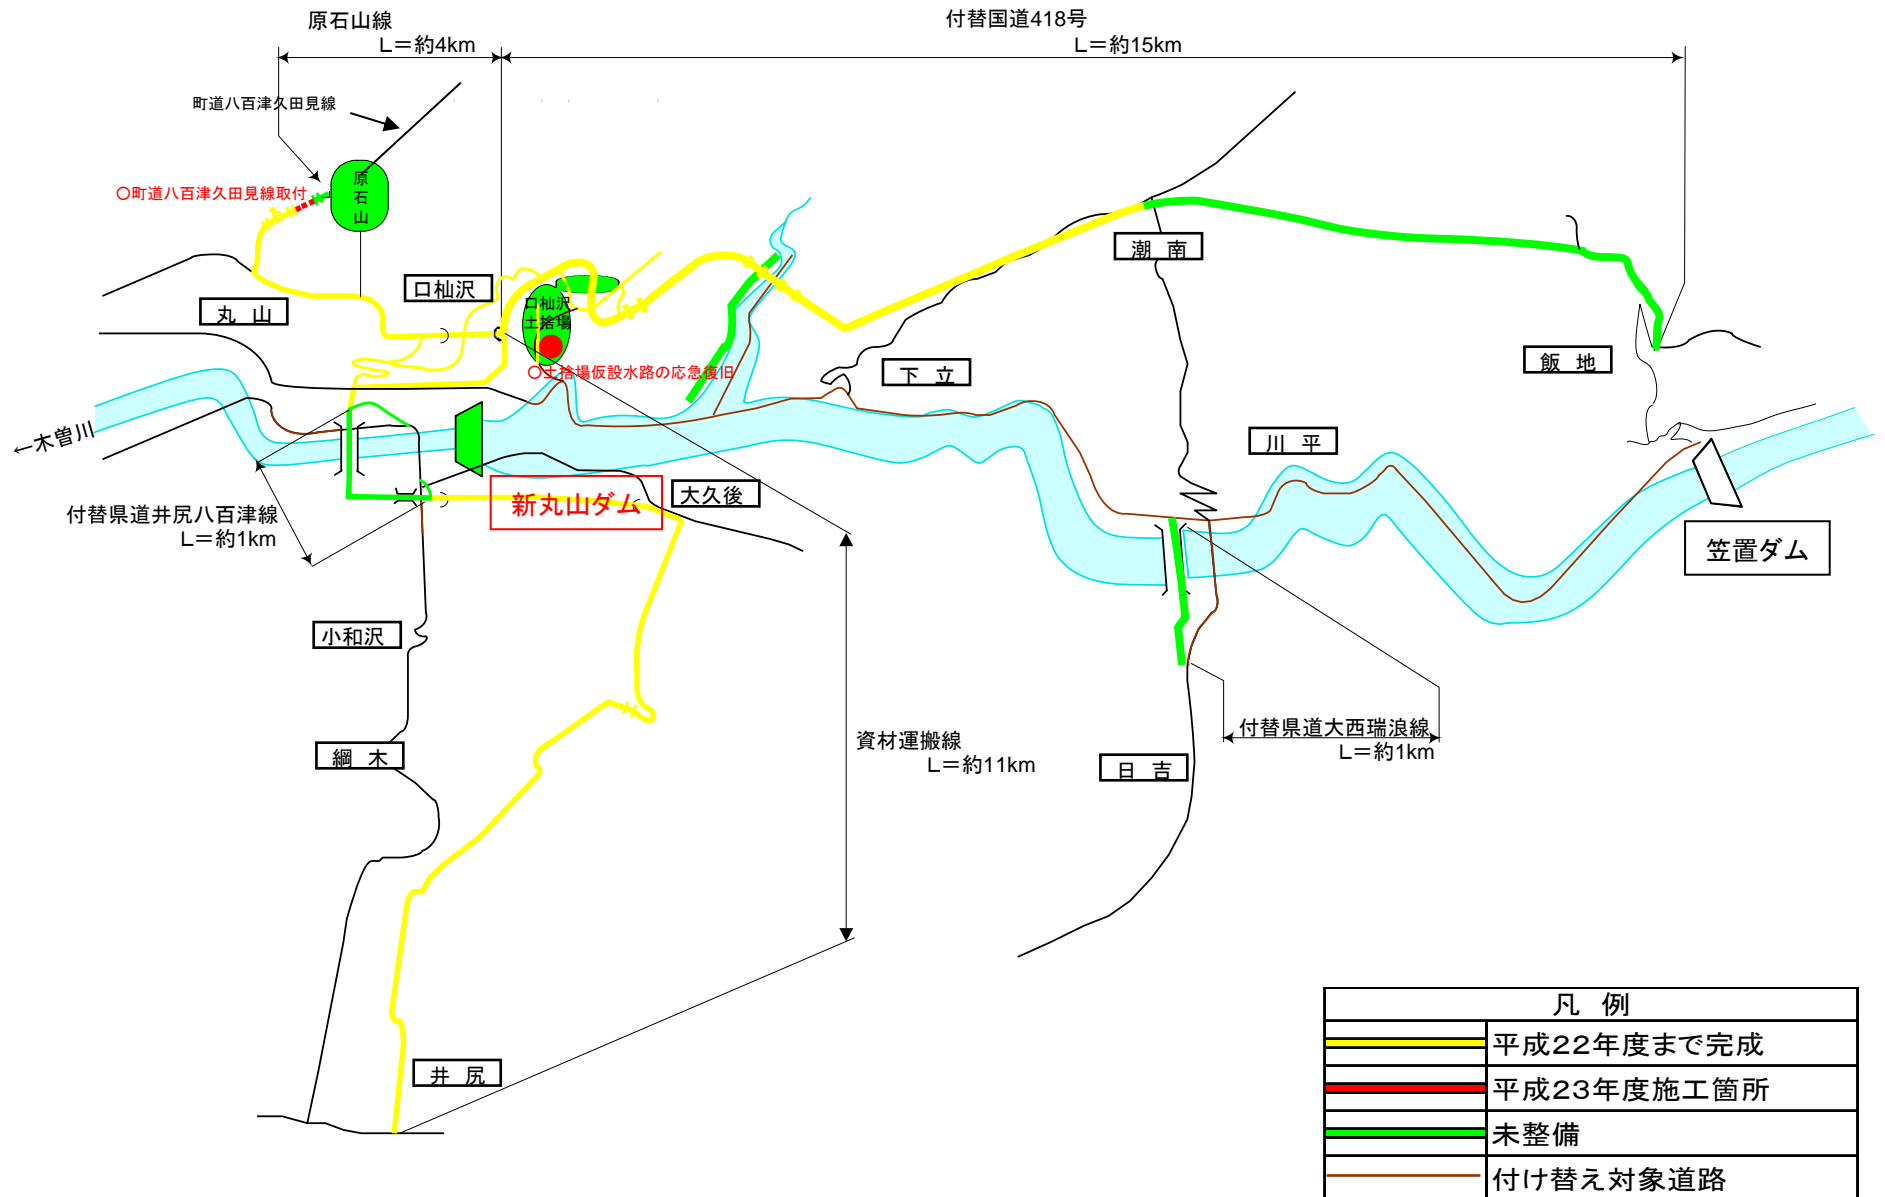 原石山線
L=約4km
付替国道418号
L=約15km
町道八百津久田見線
○町道八百津久田見線取付
原石山
丸 山
口杣沢
口杣沢
土捨場
○土捨場仮設水路の応急復旧
潮 南
下 立
飯 地
川 平
←木曽川
新丸山ダム
大久後
付替県道井尻八百津線
L=約1km
笠置ダム
小和沢
綱 木
資材運搬線
L=約11km
日 吉
付替県道大西瑞浪線
L=約1km
井 尻
凡 例
平成22年度まで完成
平成23年度施工箇所
未整備
付け替え対象道路